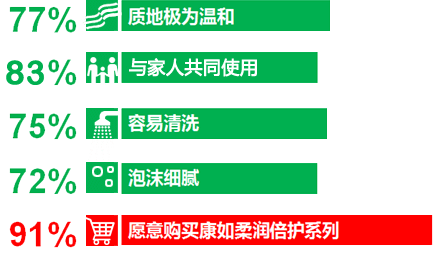 77% 质地极为温和
83% 与家人共同使用
75% 容易清洗
72% 泡沫细腻
91% 愿意购买康如柔润倍护系列